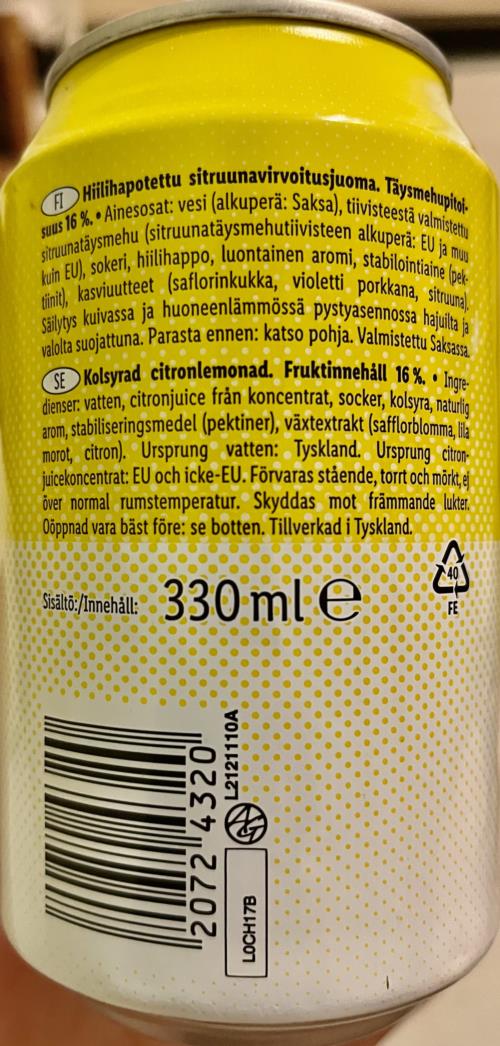 FI Hiilihapotettu sitruunavirvoitusjuoma. Täysmehupitoi-
suus 16 %. • Ainesosat: vesi (alkuperä: Saksa), tiivisteestä valmistettu
sitruunatäysmehu (sitruunatäysmehutiivisteen alkuperä: EU ja muu
kuin EU), sokeri, hiilihappo, luontainen aromi, stabilointiaine (pek-
tiinit), kasviuutteet (saflorinkukka, violetti porkkana, sitruuna).
Säilytys kuivassa ja huoneenlämmössä pystyasennossa hajuilta ja
valolta suojattuna. Parasta ennen: katso pohja. Valmistettu Saksassa.
SE Kolsyrad citronlemonad. Fruktinnehåll 16 %. • Ingre-
dienser: vatten, citronjuice från koncentrat, socker, kolsyra, naturlig
arom, stabiliseringsmedel (pektiner), växtextrakt (safflorblomma, lila
morot, citron). Ursprung vatten: Tyskland. Ursprung citron-
juicekoncentrat: EU och icke-EU. Förvaras stående, torrt och mörkt, ej
över normal rumstemperatur. Skyddas mot främmande lukter.
Oöppnad vara bäst före: se botten. Tillverkad i Tyskland.
Sisältö:/Innehåll: 330 ml e
40
FE
2072 4320
L2121110A
LOCH17B